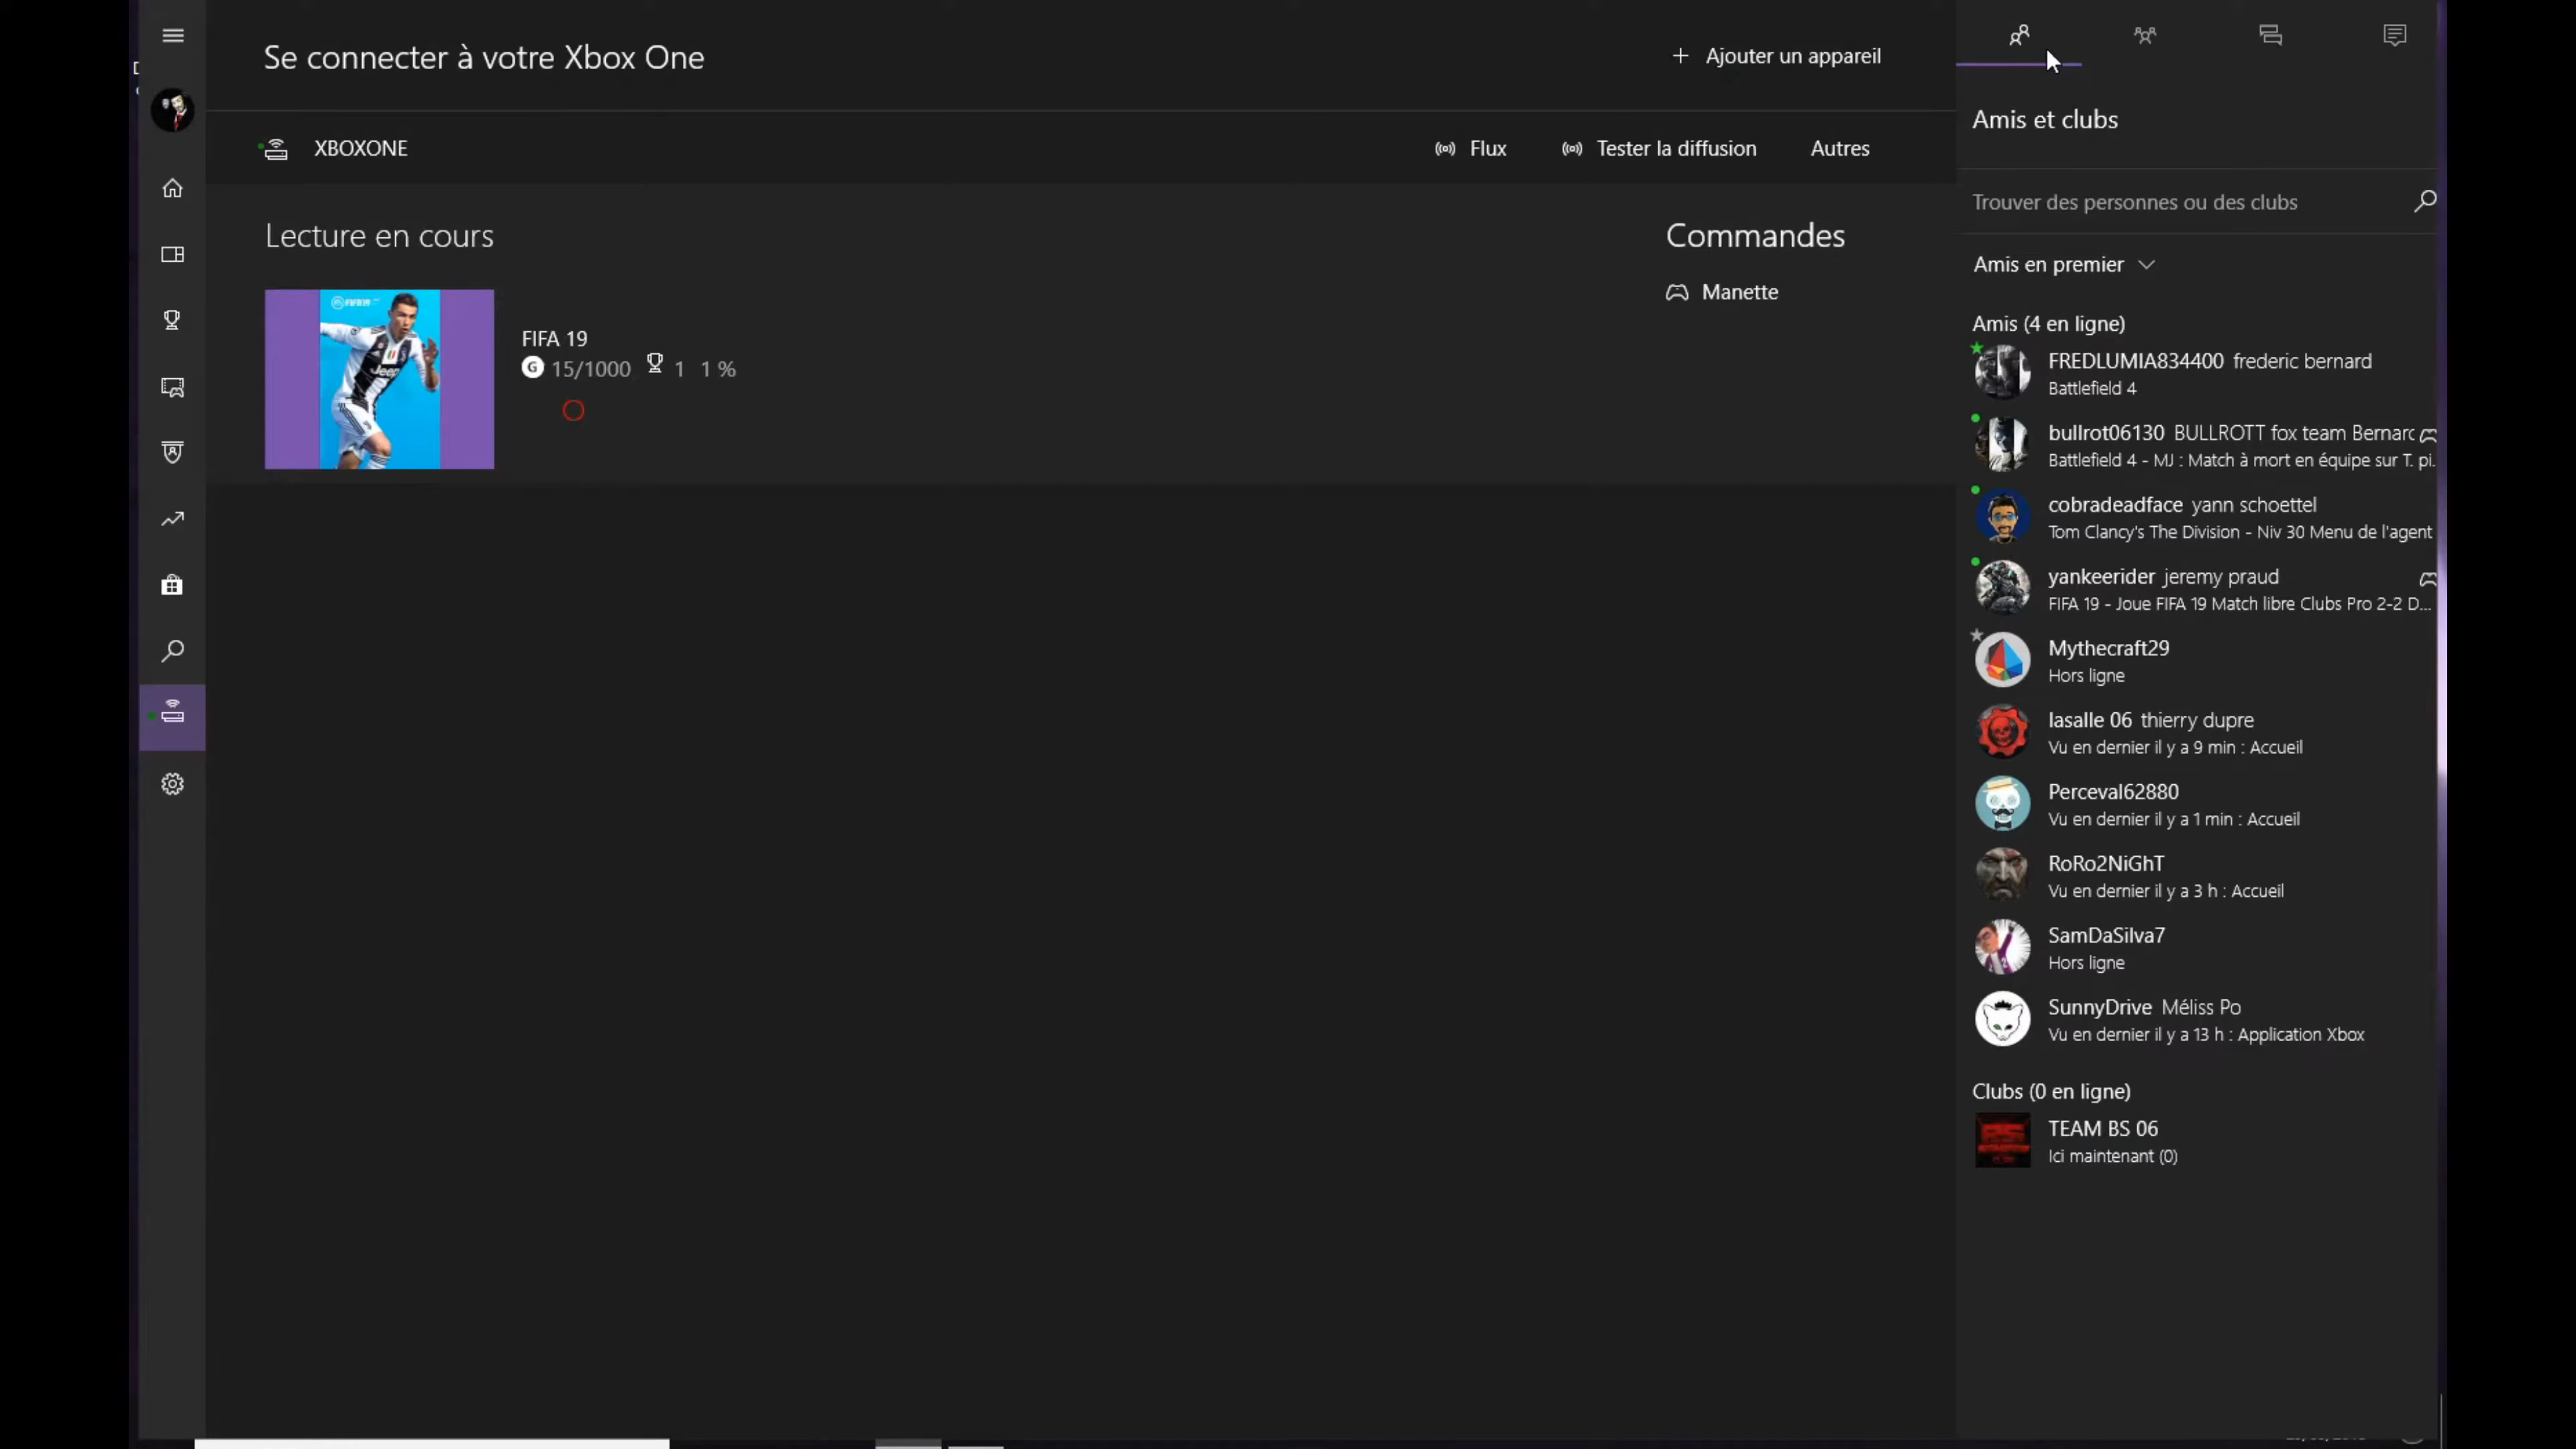 Se connecter à votre Xbox One
Ajouter un appareil
XBOXONE
Flux
Tester la diffusion
Autres
Lecture en cours
FIFA 19
FIFA 19
G 15/1000 1 1 %
Commandes
Manette
Amis et clubs
Trouver des personnes ou des clubs
Amis en premier
Amis (4 en ligne)
FREDLUMIA834400 frederic bernard
Battlefield 4
bullrot06130 BULLROTT fox team Bernard
Battlefield 4 - MJ : Match à mort en équipe sur T. pi...
cobradeadface yann schoettel
Tom Clancy's The Division - Niv 30 Menu de l'agent
yankeerider jeremy praud
FIFA 19 - Joue FIFA 19 Match libre Clubs Pro 2-2 D...
Mythecraft29
Hors ligne
lasalle 06 thierry dupre
Vu en dernier il y a 9 min : Accueil
Perceval62880
Vu en dernier il y a 1 min : Accueil
RoRo2NiGhT
Vu en dernier il y a 3 h : Accueil
SamDaSilva7
Hors ligne
SunnyDrive Méliss Po
Vu en dernier il y a 13 h : Application Xbox
Clubs (0 en ligne)
TEAM BS 06
Ici maintenant (0)